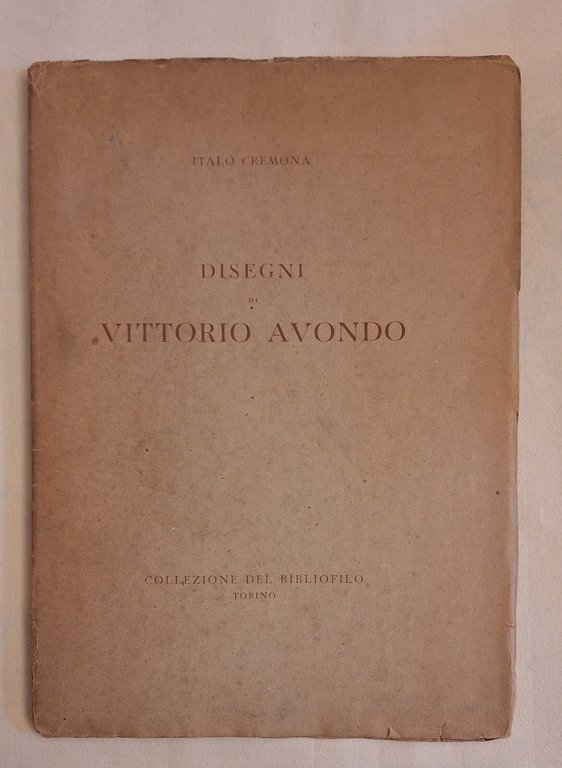 ITALO CREMONA
DISEGNI
DI
VITTORIO AVONDO
COLLEZIONE DEL BIBLIOFILO
TORINO